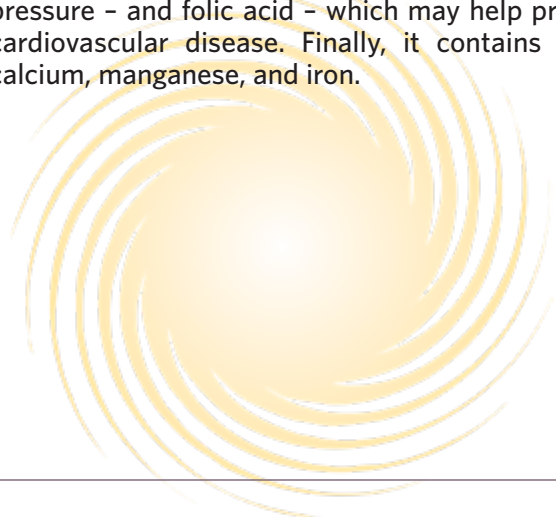 pressure – and folic acid – which may help pr
cardiovascular disease. Finally, it contains
calcium, manganese, and iron.